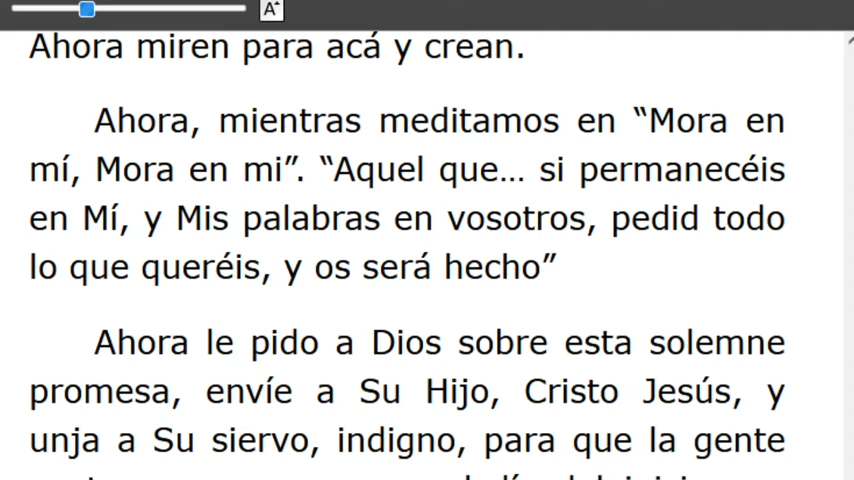 A
Ahora miren para acá y crean.
Ahora, mientras meditamos en “Mora en
mí, Mora en mi”. “Aquel que… si permanecéis
en Mí, y Mis palabras en vosotros, pedid todo
lo que queréis, y os será hecho”
Ahora le pido a Dios sobre esta solemne
promesa, envíe a Su Hijo, Cristo Jesús, y
unja a Su siervo, indigno, para que la gente